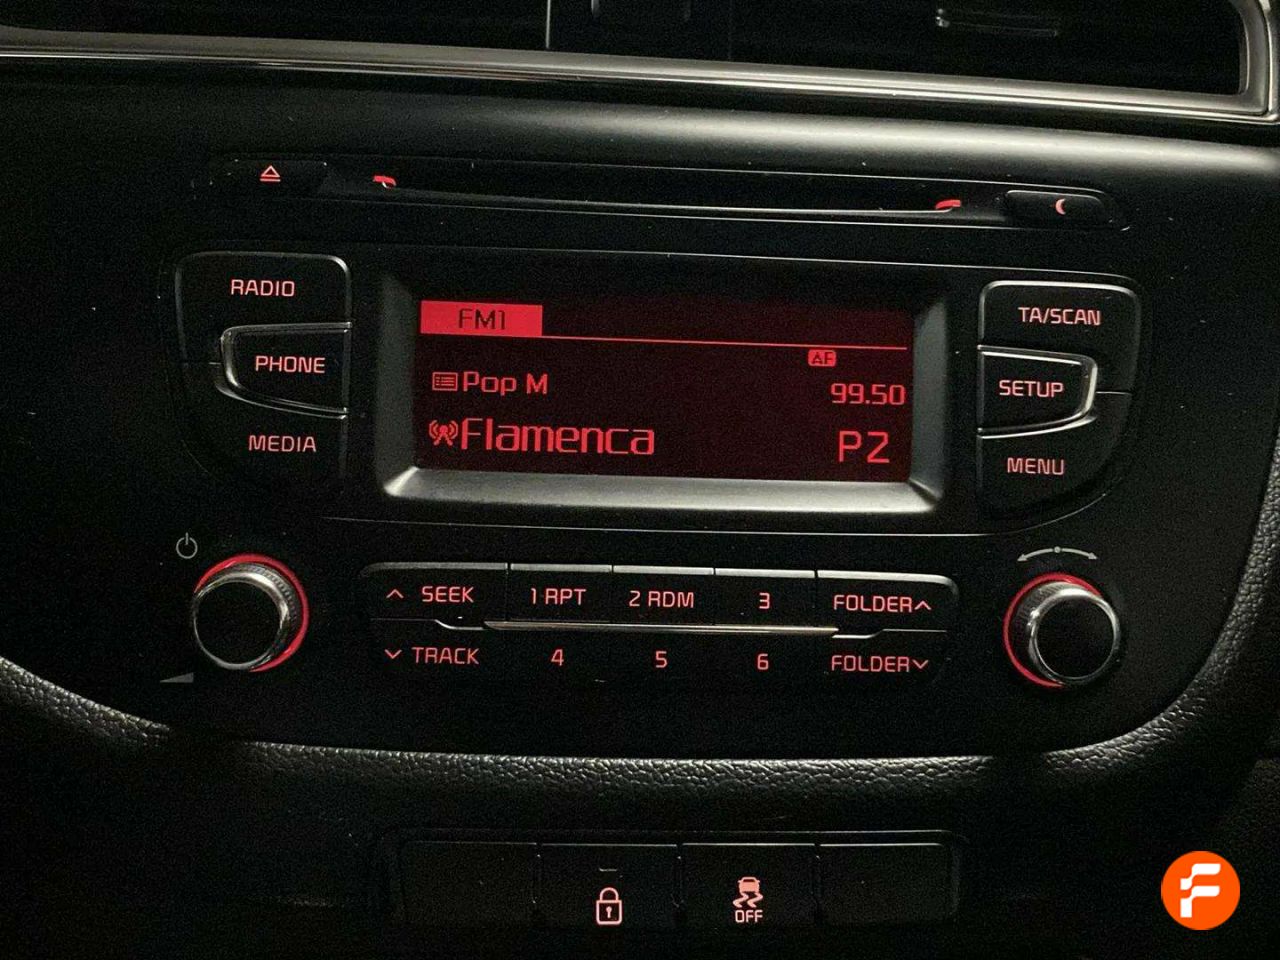 RADIO
PHONE
MEDIA
FM1
AF
Pop M
99.50
Flamenca
P2
TA/SCAN
SETUP
MENU
SEEK
1 RPT
2 RDM
3
FOLDER
TRACK
4
5
6
FOLDER
OFF